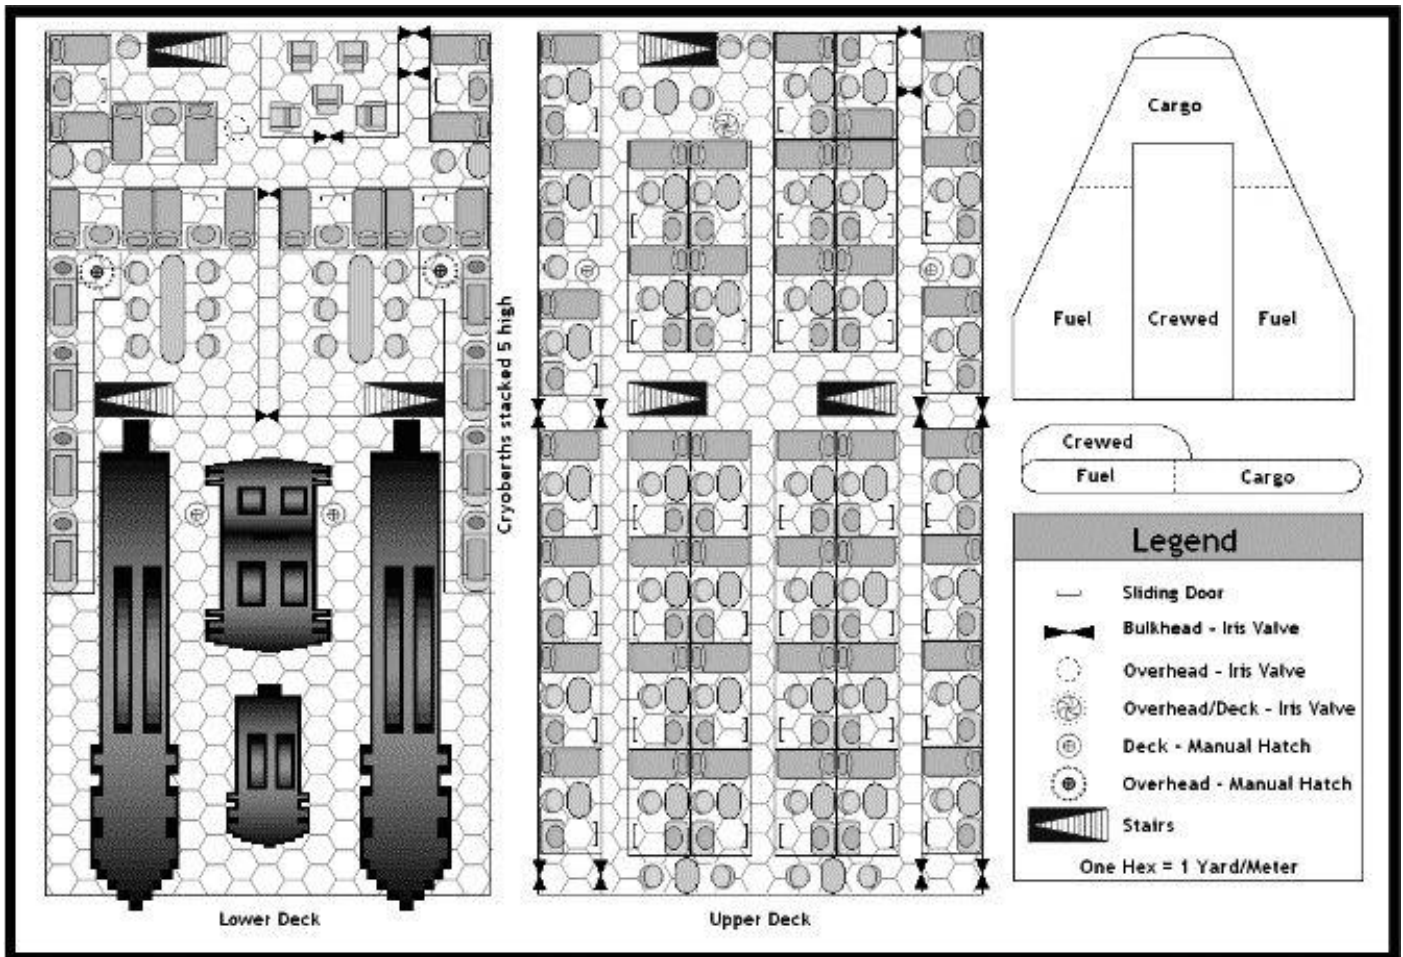 Cargo
Fuel
Crewed
Fuel
Crewed
Fuel
Cargo
Cryoberths stacked 5 high
Legend
Sliding Door
Bulkhead - Iris Valve
Overhead - Iris Valve
Overhead/Deck - Iris Valve
Deck - Manual Hatch
Overhead - Manual Hatch
Stairs
One Hex = 1 Yard/Meter
Lower Deck
Upper Deck